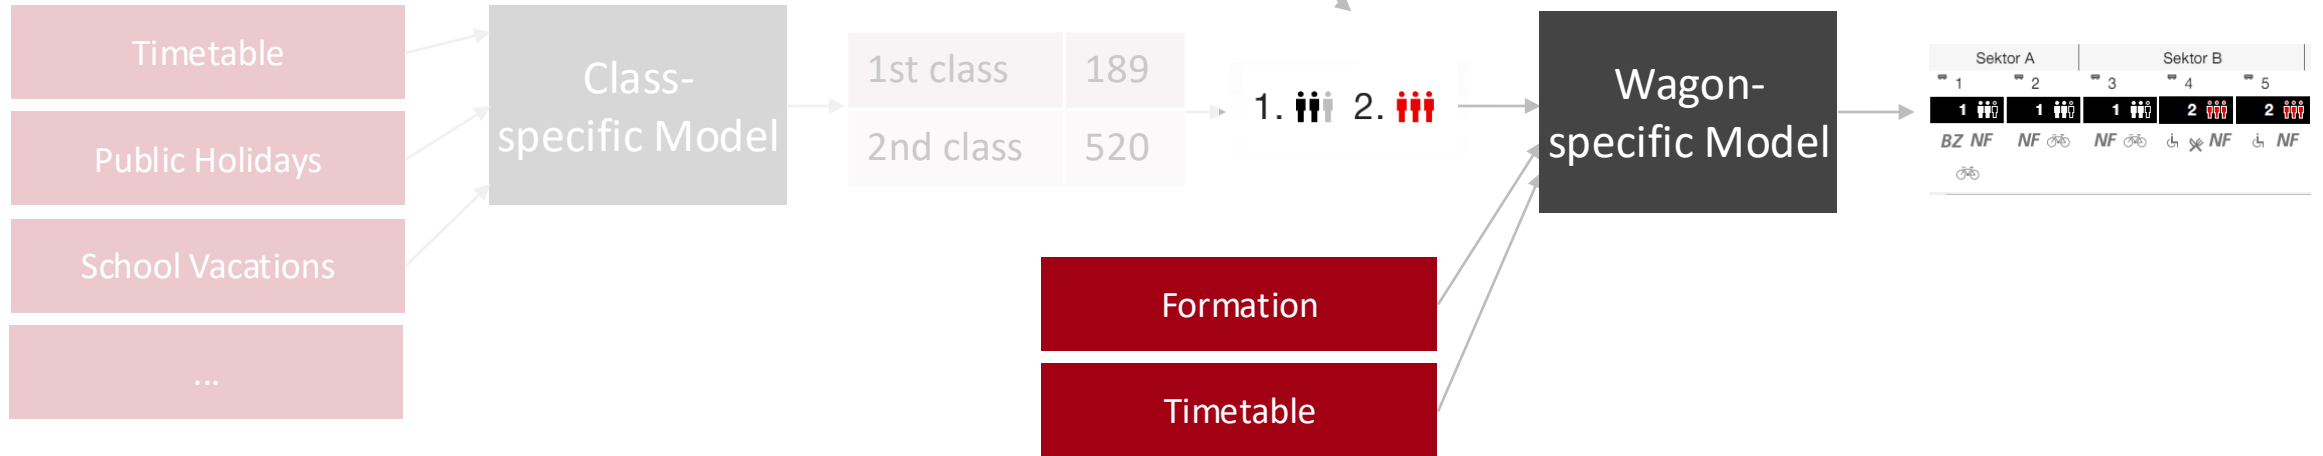 Timetable
Public Holidays
School Vacations
...
Class-
specific Model
1st class 189
2nd class 520
1. 2.
Formation
Timetable
Wagon-
specific Model
Sektor A Sektor B
1 2 3 4 5
1 1 1 2 2
BZ NF NF NF NF NF